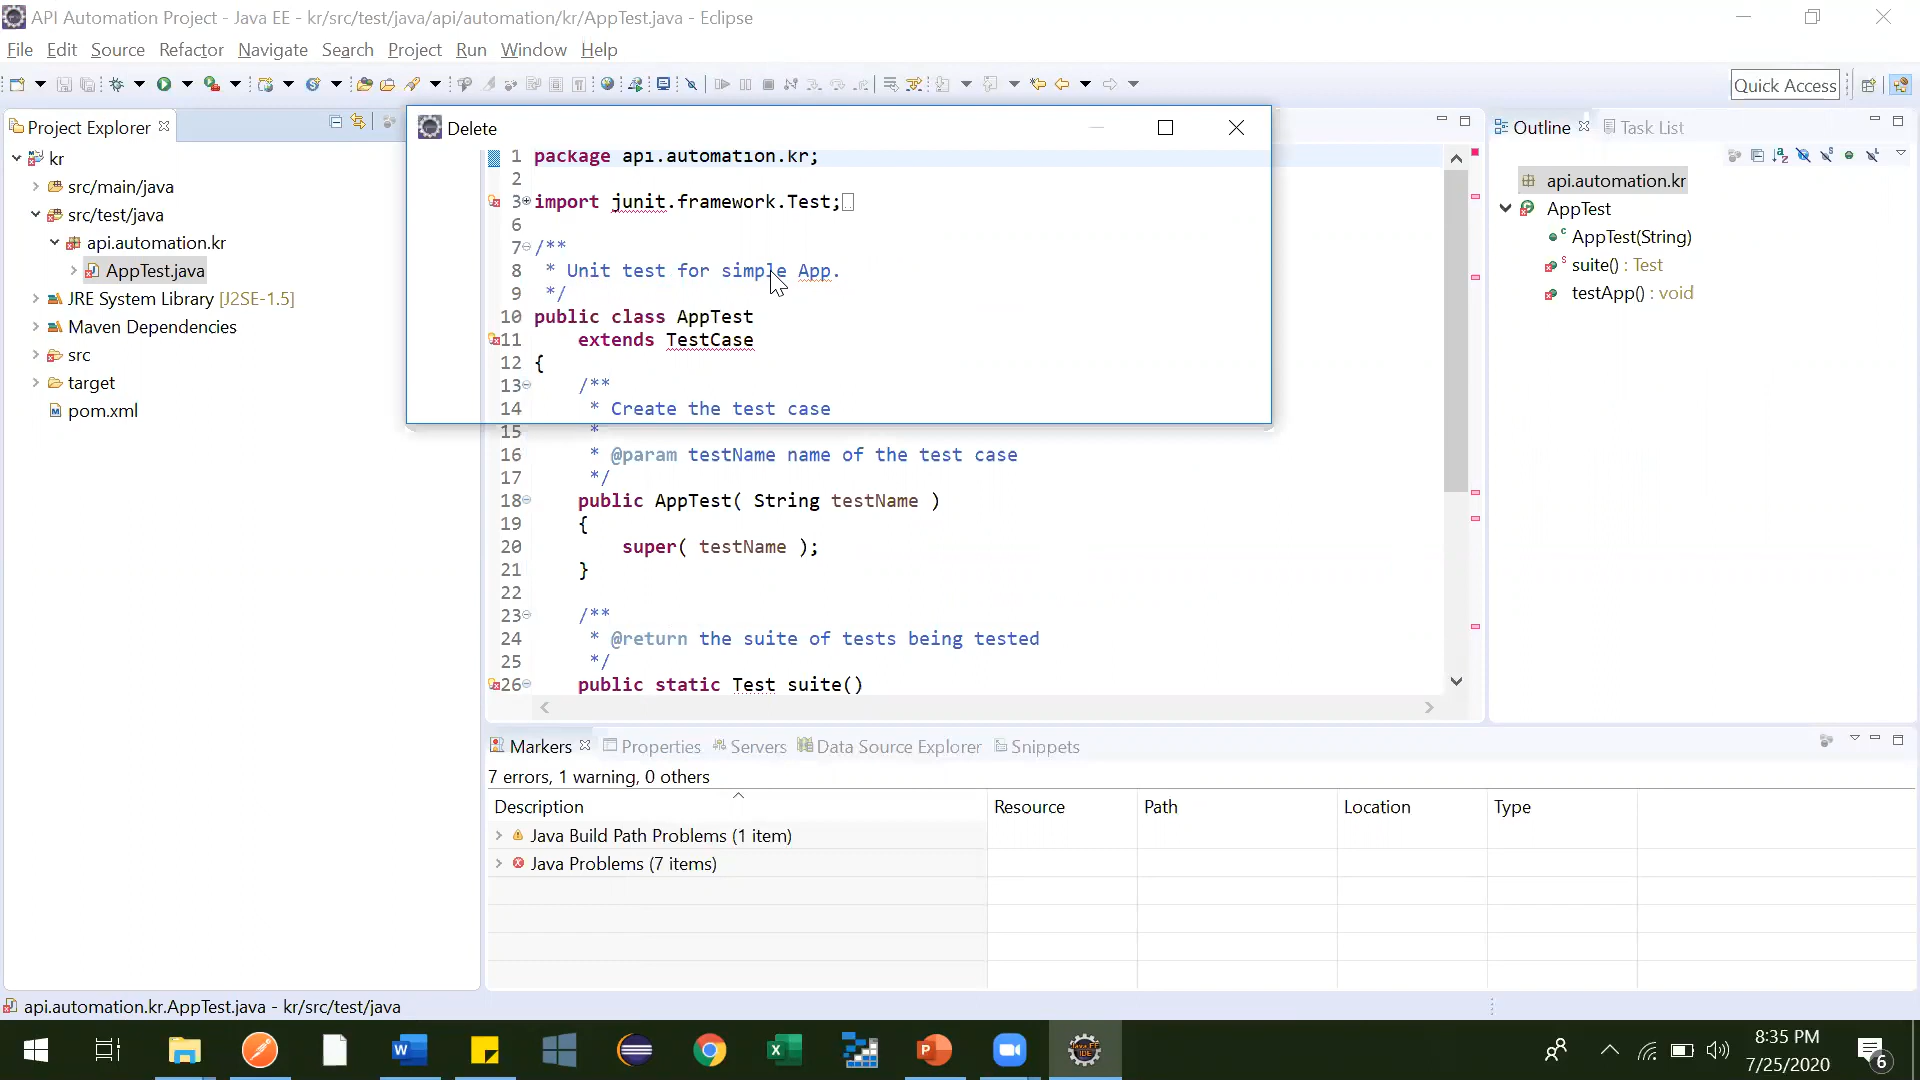 API Automation Project - Java EE - kr/src/test/java/api/automation/kr/AppTest.java - Eclipse
File Edit Source Refactor Navigate Search Project Run Window Help
Quick Access
Project Explorer
kr
src/main/java
src/test/java
api.automation.kr
AppTest.java
JRE System Library [J2SE-1.5]
Maven Dependencies
src
target
pom.xml
Delete
1 package api.automation.kr;
2
3 import junit.framework.Test;
6
7 /**
8 * Unit test for simple App.
9 */
10 public class AppTest
11 extends TestCase
12 {
13 /**
14 * Create the test case
15 *
16 * @param testName name of the test case
17 */
18 public AppTest( String testName )
19 {
20 super( testName );
21 }
22
23 /**
24 * @return the suite of tests being tested
25 */
26 public static Test suite()
Outline Task List
api.automation.kr
AppTest
AppTest(String)
suite() : Test
testApp() : void
Markers Properties Servers Data Source Explorer Snippets
7 errors, 1 warning, 0 others
Description Resource Path Location Type
Java Build Path Problems (1 item)
Java Problems (7 items)
api.automation.kr.AppTest.java - kr/src/test/java
8:35 PM
7/25/2020
6